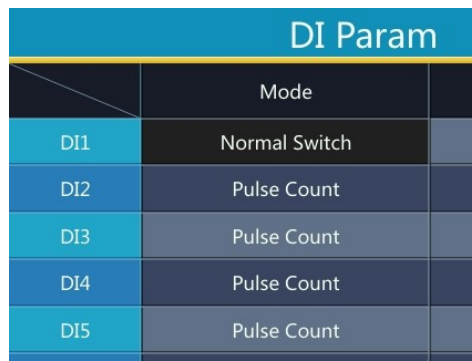 DI Param
Mode
DI1 Normal Switch
DI2 Pulse Count
DI3 Pulse Count
DI4 Pulse Count
DI5 Pulse Count